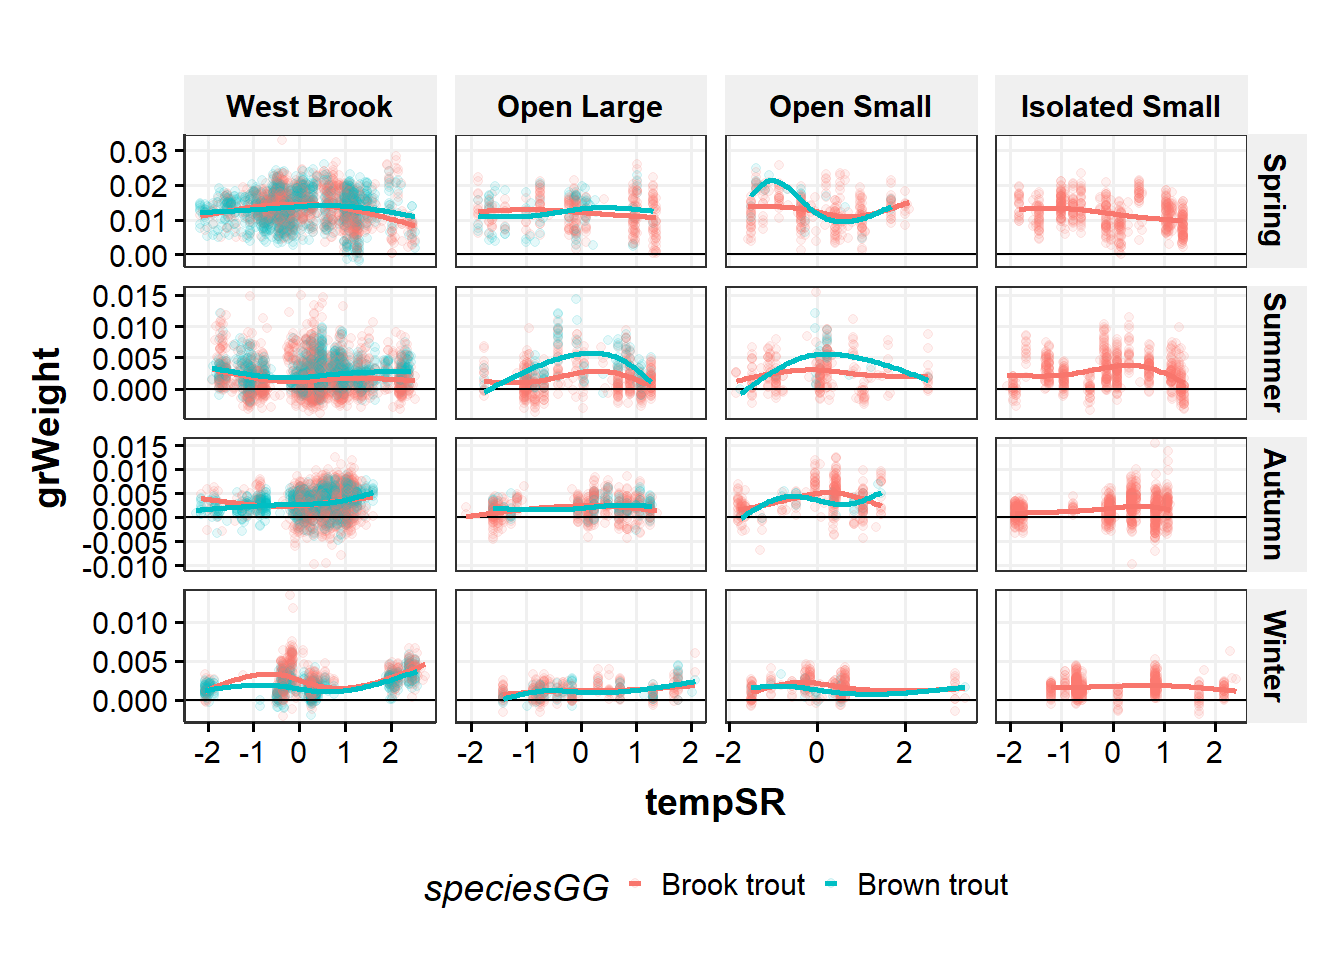 West Brook Open Large Open Small Isolated Small
0.03
0.02
0.01
0.00
Spring
0.015
0.010
0.005
0.000
Summer
grWeight
0.015
0.010
0.005
0.000
-0.005
-0.010
Autumn
0.010
0.005
0.000
Winter
-2 -1 0 1 2 -2 -1 0 1 2 -2 0 2 -2 -1 0 1 2
tempSR
speciesGG Brook trout Brown trout